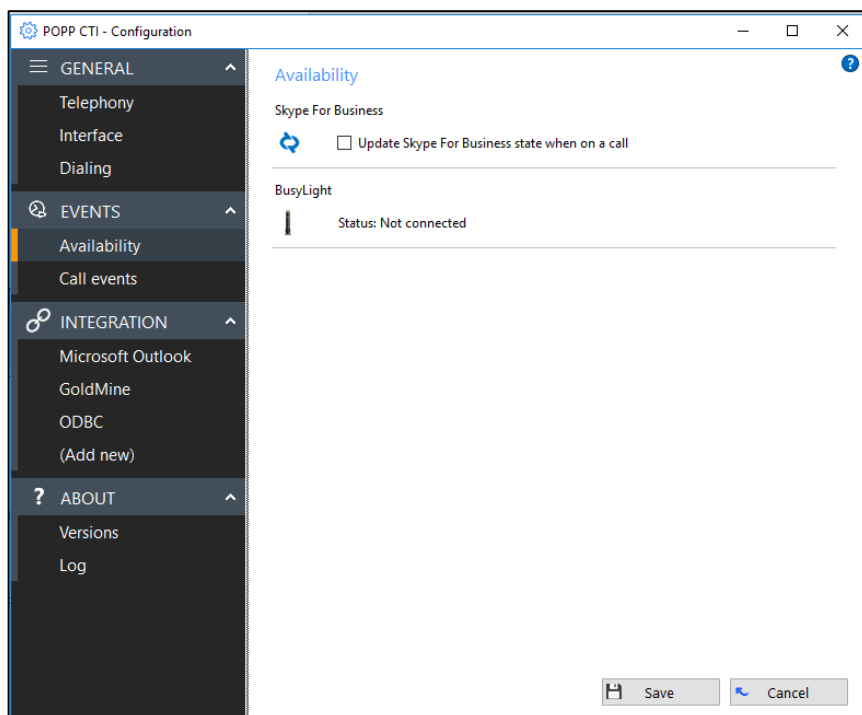 POPP CTI - Configuration
GENERAL
Telephony
Interface
Dialing
EVENTS
Availability
Call events
INTEGRATION
Microsoft Outlook
GoldMine
ODBC
(Add new)
? ABOUT
Versions
Log
?
Availability
Skype For Business
Update Skype For Business state when on a call
BusyLight
Status: Not connected
Save
Cancel